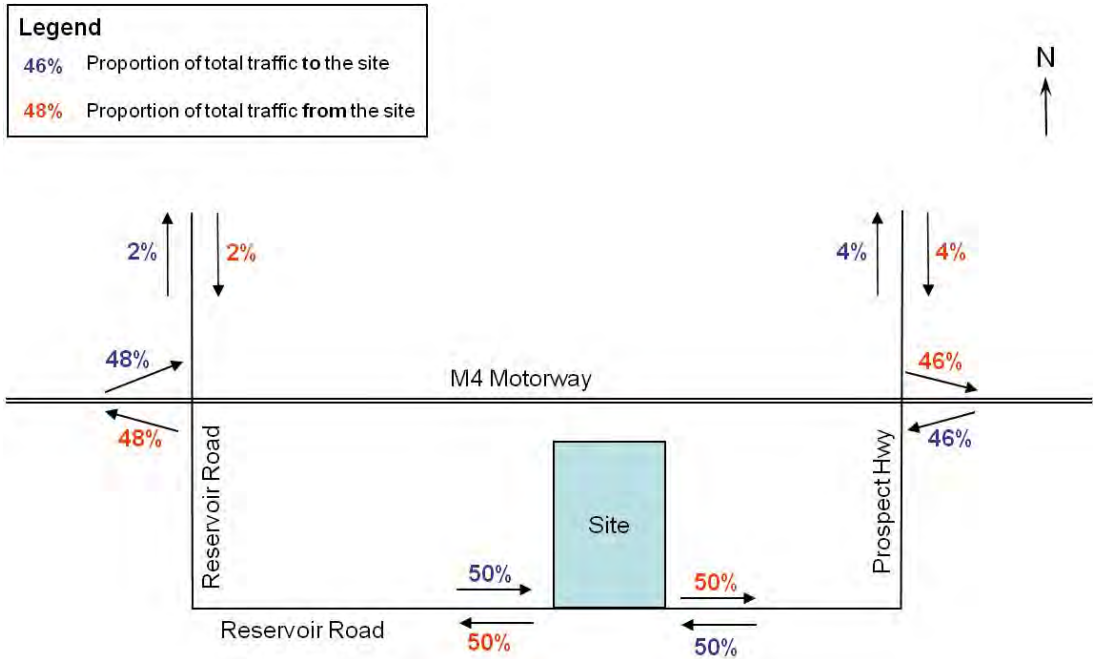 Legend
46% Proportion of total traffic to the site
48% Proportion of total traffic from the site
N
2%
2%
4%
4%
48%
46%
M4 Motorway
48%
46%
Reservoir Road
Prospect Hwy
Site
50%
50%
Reservoir Road
50%
50%